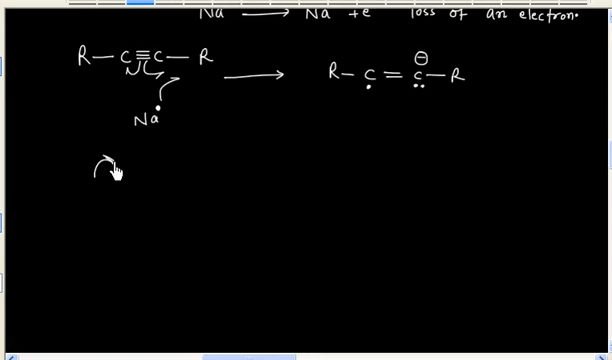 Na ⟶ Na +e loss of an electron.
R—C≡C—R ⟶ R—C=C—R
⊖
Na